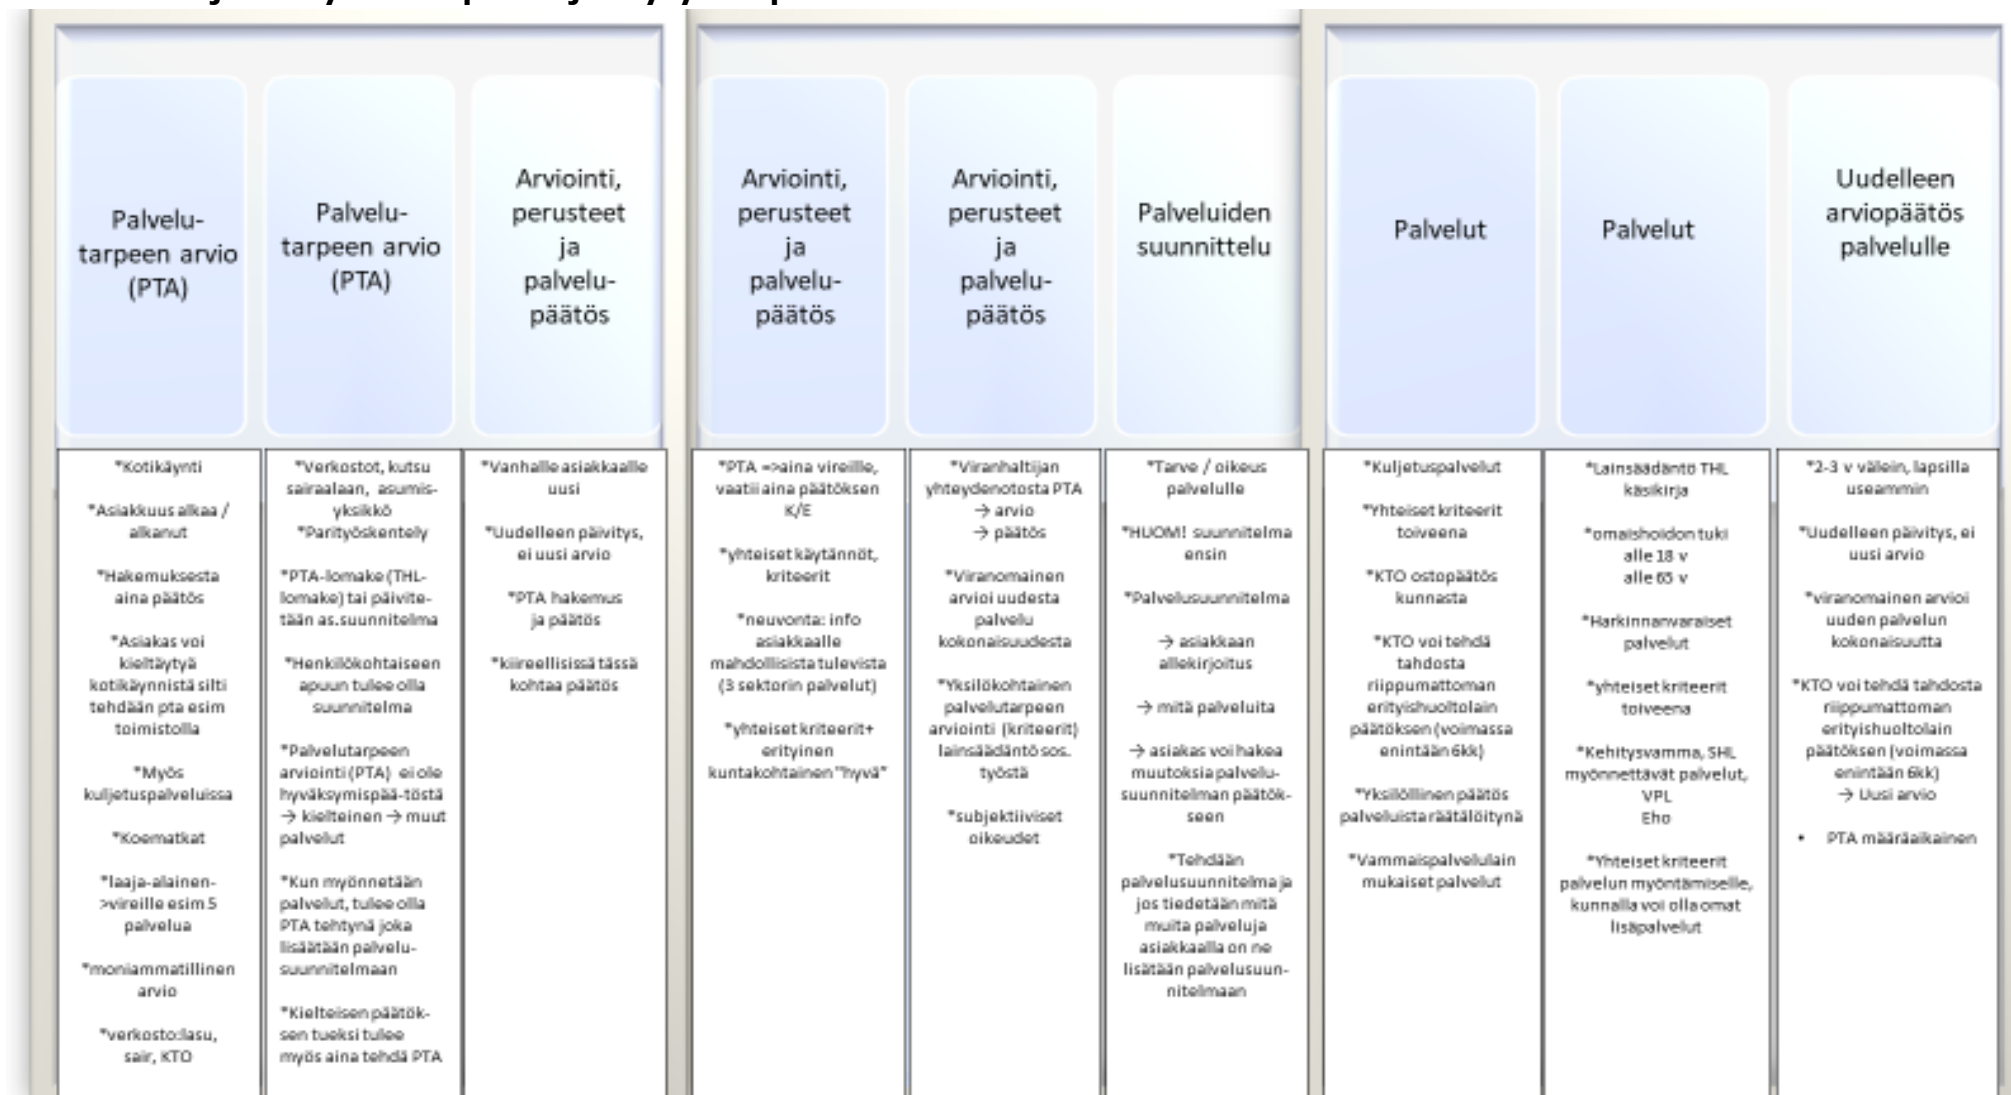 Palvelu-
tarpeen arvio
(PTA)
Palvelu-
tarpeen arvio
(PTA)
Arviointi,
perusteet
ja
palvelu-
päätös
Arviointi,
perusteet
ja
palvelu-
päätös
Arviointi,
perusteet
ja
palvelu-
päätös
Palveluiden
suunnittelu
Palvelut
Palvelut
Uudelleen
arviopäätös
palvelulle
*Kotikäynti
*Asiakkuus alkaa /
alkanut
*Hakemuksesta
aina päätös
*Asiakas voi
kieltäytyä
kotikäynnistä silti
tehdään pta esim
toimistolla
*Myös
kuljetuspalveluissa
*Koematkat
*laaja-alainen-
>vireille esim 5
palvelua
*moniammatillinen
arvio
*verkosto:lasu,
sair, KTO
*Verkostot, kutsu
sairaalaan, asumis-
yksikkö
*Parityöskentely
*PTA-lomake (THL-
lomake) tai päivite-
tään as.suunnitelma
*Henkilökohtaiseen
apuun tulee olla
suunnitelma
*Palvelutarpeen
arviointi (PTA) ei ole
hyväksymispää-töstä
→ kielteinen → muut
palvelut
*Kun myönnetään
palvelut, tulee olla
PTA tehtynä joka
lisätään palvelu-
suunnitelmaan
*Kielteisen päätök-
sen tueksi tulee
myös aina tehdä PTA
*Vanhalle asiakkaalle
uusi
*Uudelleen päivitys,
ei uusi arvio
*PTA hakemus
ja päätös
*kiireellisissä tässä
kohtaa päätös
*PTA =>aina vireille,
vaatii aina päätöksen
K/E
*yhteiset käytännöt,
kriteerit
*neuvonta: info
asiakkaalle
mahdollisista tulevista
(3 sektorin palvelut)
*yhteiset kriteerit+
erityinen
kuntakohtainen "hyvä"
*Viranhaltijan
yhteydenotosta PTA
→ arvio
→ päätös
*Viranomainen
arvioi uudesta
palvelu
kokonaisuudesta
*Yksilökohtainen
palvelutarpeen
arviointi (kriteerit)
lainsäädäntö sos.
työstä
*subjektiiviset
oikeudet
*Tarve / oikeus
palvelulle
*HUOM! suunnitelma
ensin
*Palvelusuunnitelma
→ asiakkaan
allekirjoitus
→ mitä palveluita
→ asiakas voi hakea
muutoksia palvelu-
suunnitelman päätök-
seen
*Tehdään
palvelusuunnitelma ja
jos tiedetään mitä
muita palveluja
asiakkaalla on ne
lisätään palvelusuun-
nitelmaan
*Kuljetuspalvelut
*Yhteiset kriteerit
toiveena
*KTO ostopäätös
kunnasta
*KTO voi tehdä
tahdosta
riippumattoman
erityishuoltolain
päätöksen (voimassa
enintään 6kk)
*Yksilöllinen päätös
palveluista räätälöitynä
*Vammaispalvelulain
mukaiset palvelut
*Lainsäädäntö THL
käsikirja
*omaishoidon tuki
alle 18 v
alle 65 v
*Harkinnanvaraiset
palvelut
*yhteiset kriteerit
toiveena
*Kehitysvamma, SHL
myönnettävät palvelut,
VPL
Eho
*Yhteiset kriteerit
palvelun myöntämiselle,
kunnalla voi olla omat
lisäpalvelut
*2-3 v välein, lapsilla
useammin
*Uudelleen päivitys, ei
uusi arvio
*viranomainen arvioi
uuden palvelun
kokonaisuutta
*KTO voi tehdä tahdosta
riippumattoman
erityishuoltolain
päätöksen (voimassa
enintään 6kk)
→ Uusi arvio
• PTA määräaikainen